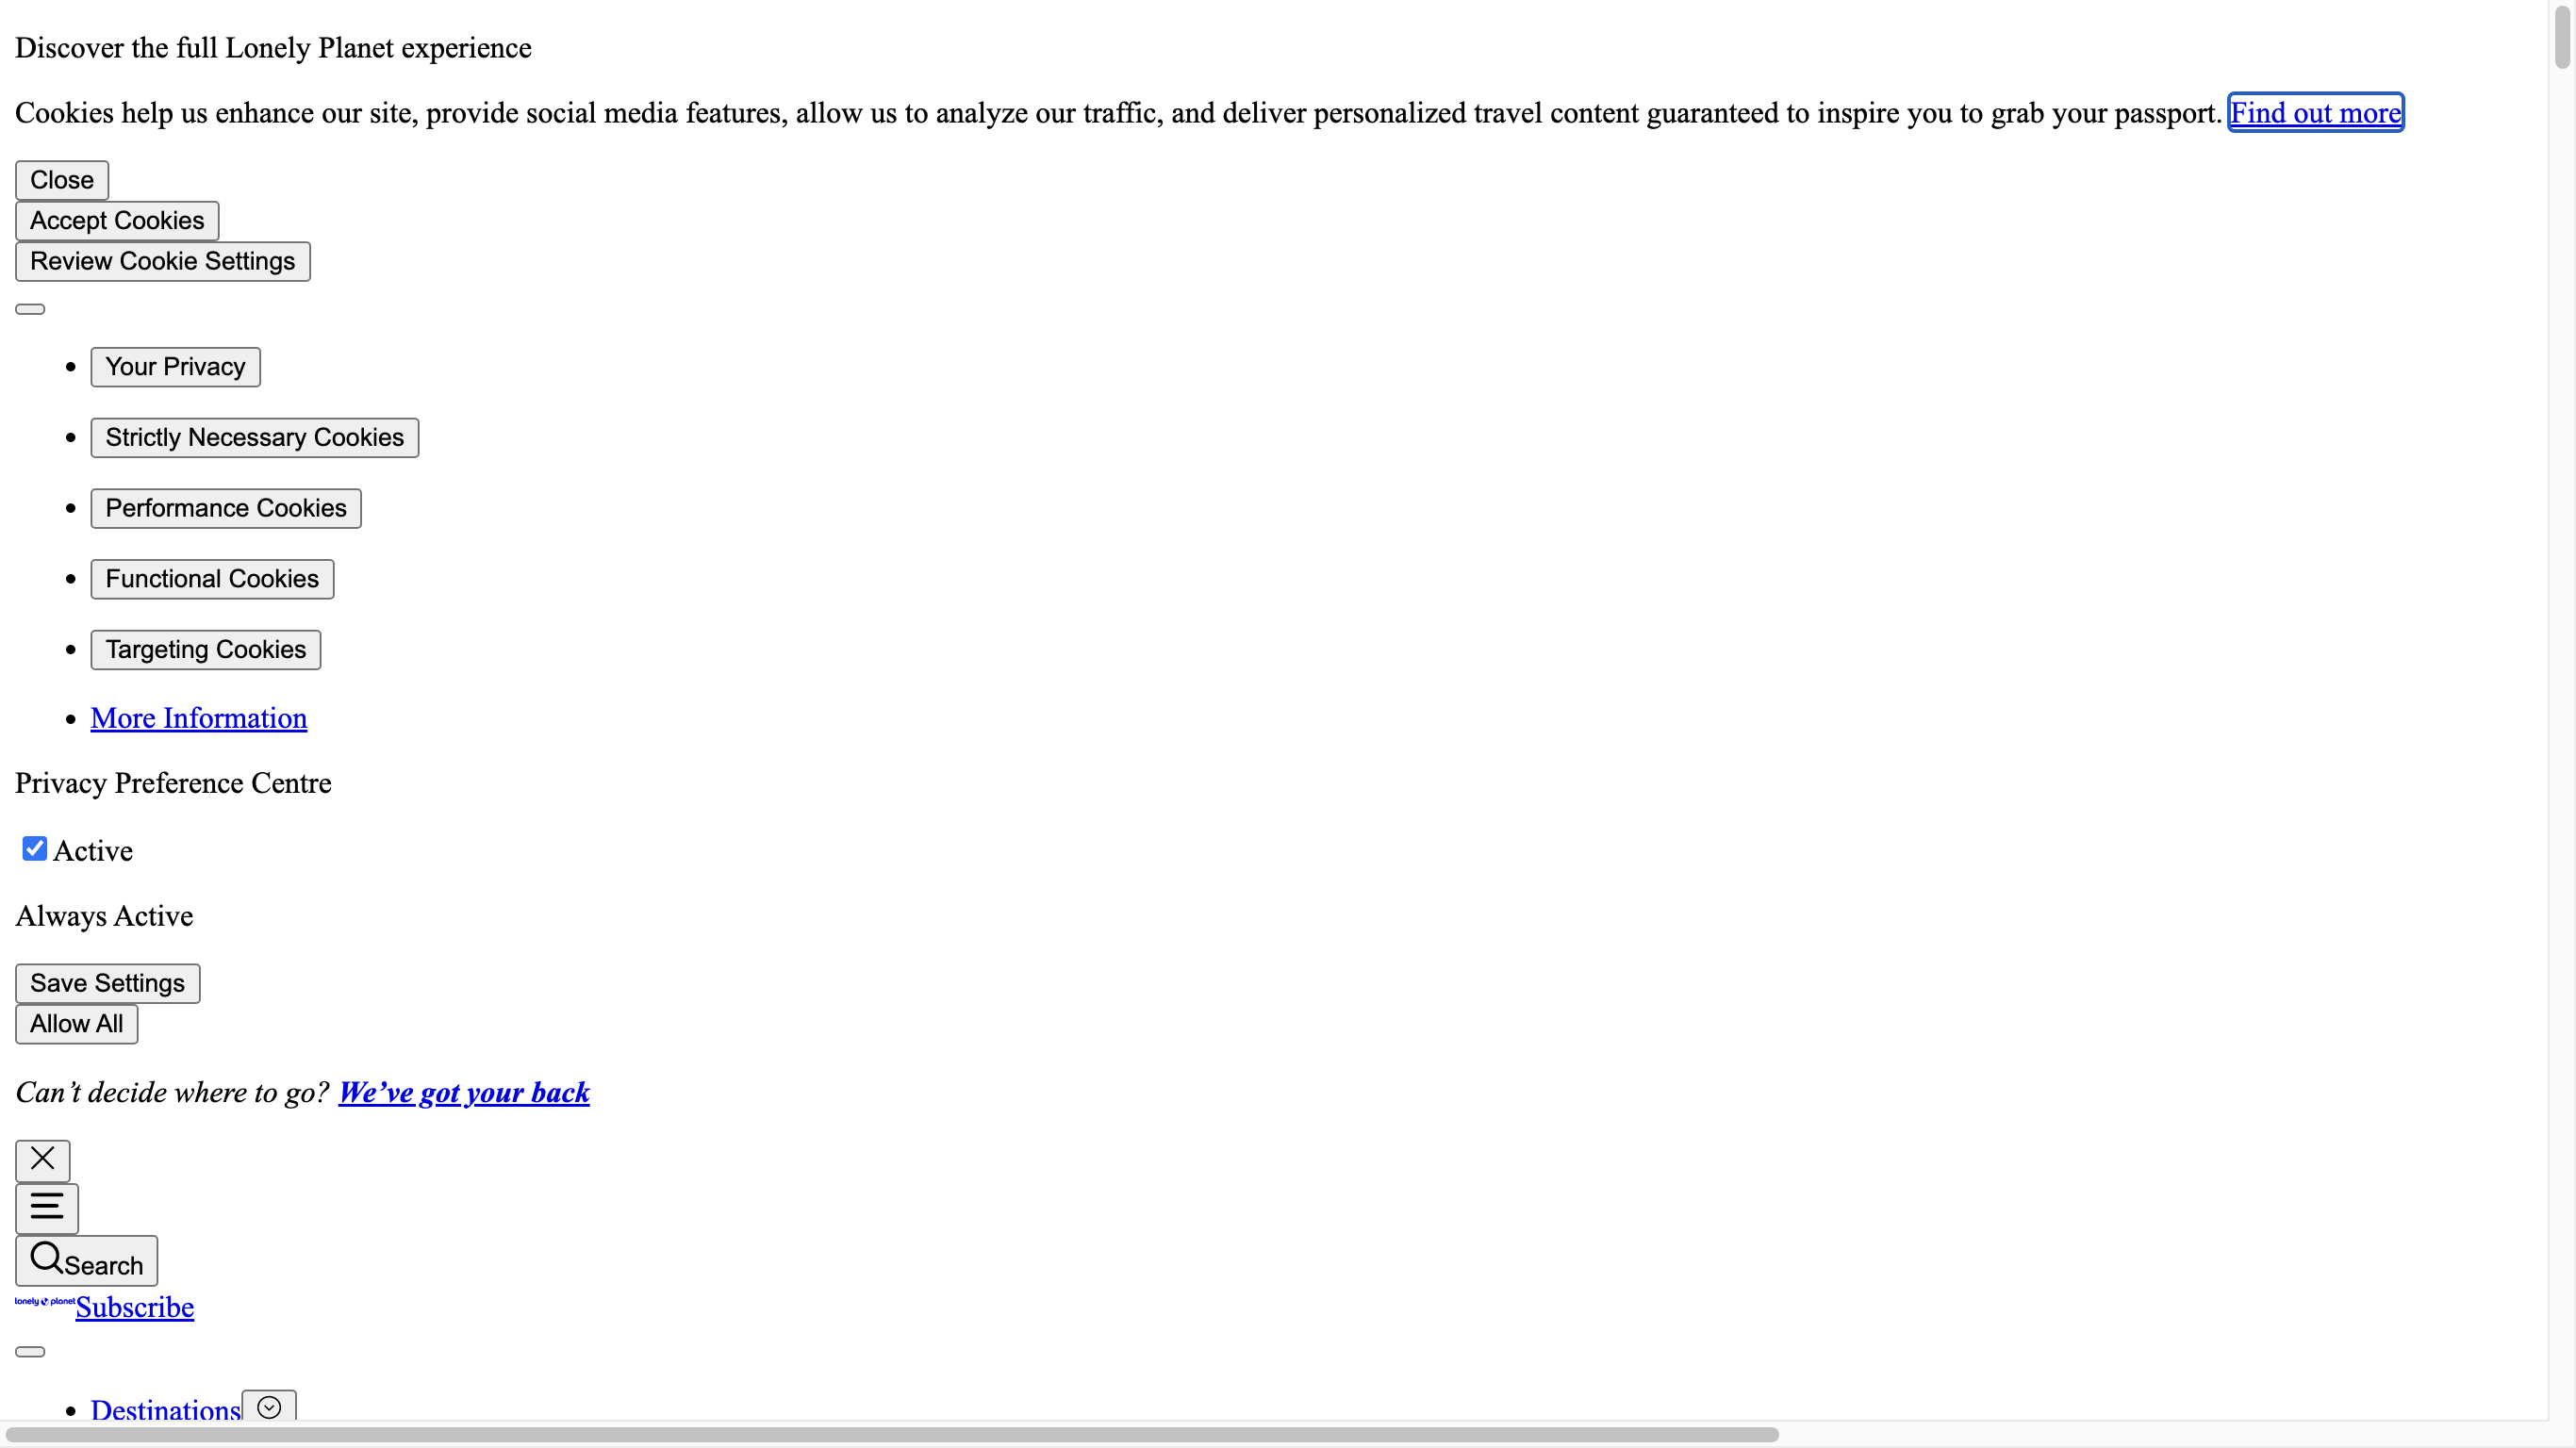 Discover the full Lonely Planet experience
Cookies help us enhance our site, provide social media features, allow us to analyze our traffic, and deliver personalized travel content guaranteed to inspire you to grab your passport. Find out more
Close
Accept Cookies
Review Cookie Settings
Your Privacy
Strictly Necessary Cookies
Performance Cookies
Functional Cookies
Targeting Cookies
More Information
Privacy Preference Centre
Active
Always Active
Save Settings
Allow All
Can’t decide where to go? We’ve got your back
Search
lonely planet Subscribe
Destinations